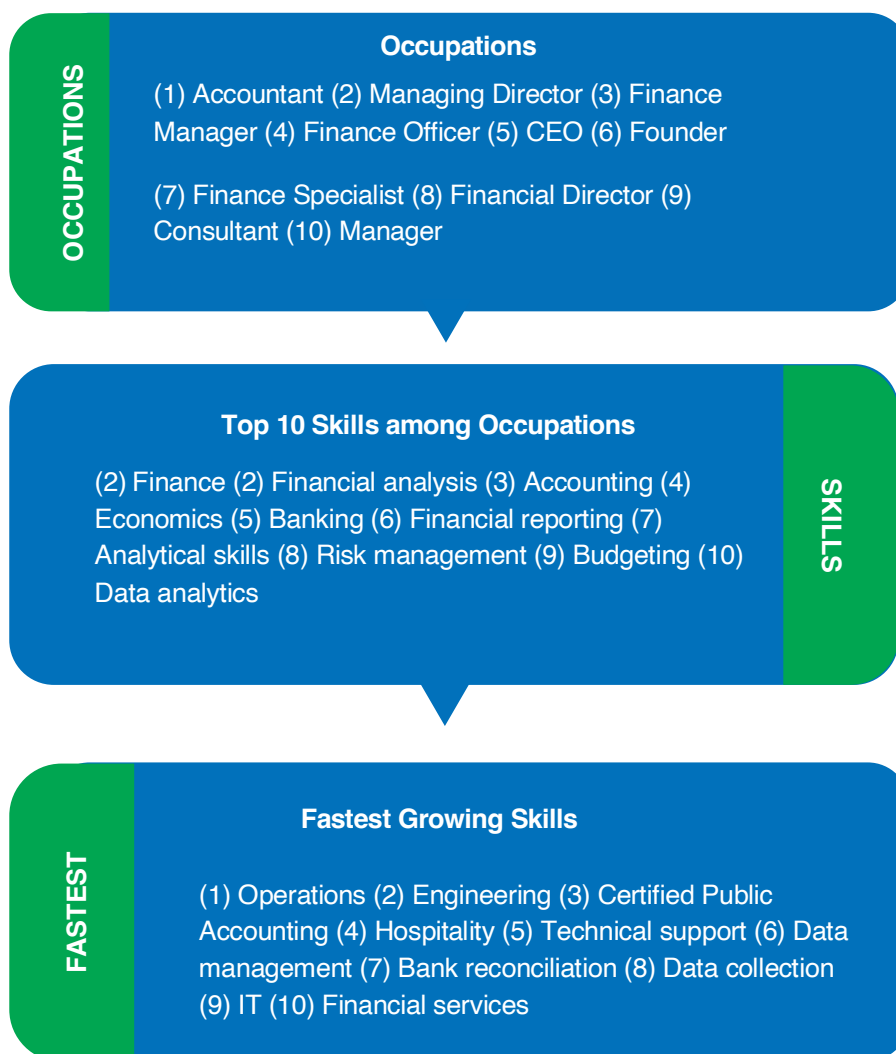 OCCUPATIONS
Occupations
(1) Accountant (2) Managing Director (3) Finance
Manager (4) Finance Officer (5) CEO (6) Founder
(7) Finance Specialist (8) Financial Director (9)
Consultant (10) Manager
Top 10 Skills among Occupations
(2) Finance (2) Financial analysis (3) Accounting (4)
Economics (5) Banking (6) Financial reporting (7)
Analytical skills (8) Risk management (9) Budgeting (10)
Data analytics
SKILLS
FASTEST
Fastest Growing Skills
(1) Operations (2) Engineering (3) Certified Public
Accounting (4) Hospitality (5) Technical support (6) Data
management (7) Bank reconciliation (8) Data collection
(9) IT (10) Financial services